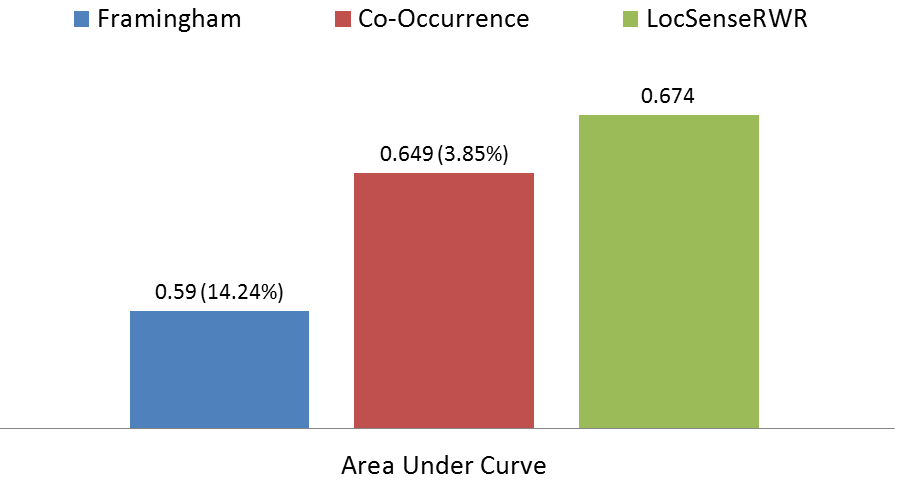 Framingham Co-Occurrence LocSenseRWR
0.674
0.649 (3.85%)
0.59 (14.24%)
Area Under Curve